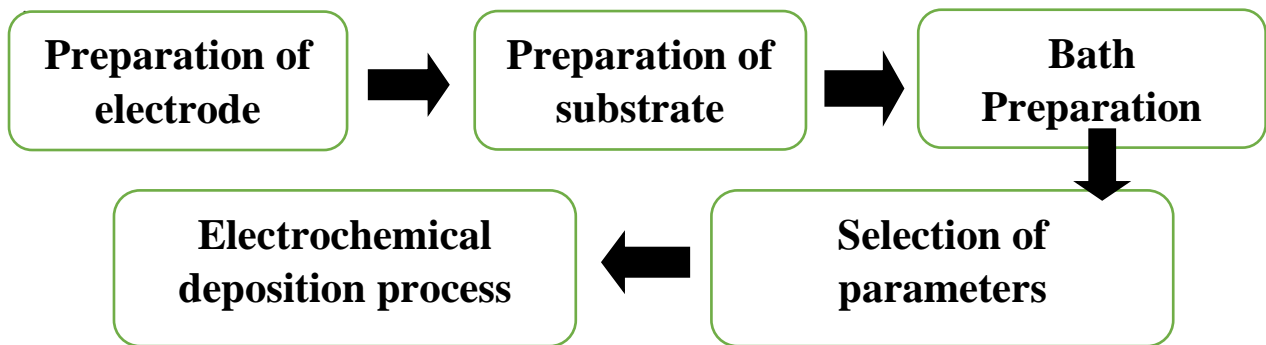 Preparation of
electrode
Preparation of
substrate
Bath
Preparation
Selection of
parameters
Electrochemical
deposition process